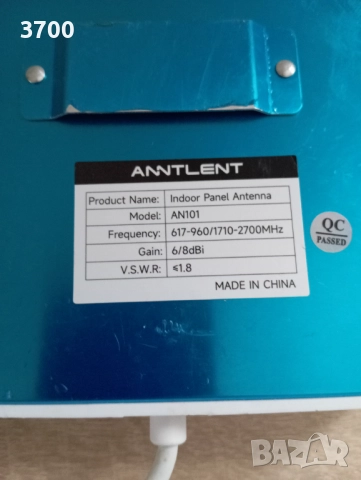 3700
ANNTLENT
Product Name: Indoor Panel Antenna
Model: AN101
Frequency: 617-960/1710-2700MHz
Gain: 6/8dBi
V.S.W.R: ≤1.8
MADE IN CHINA
QC
PASSED
BAZAR